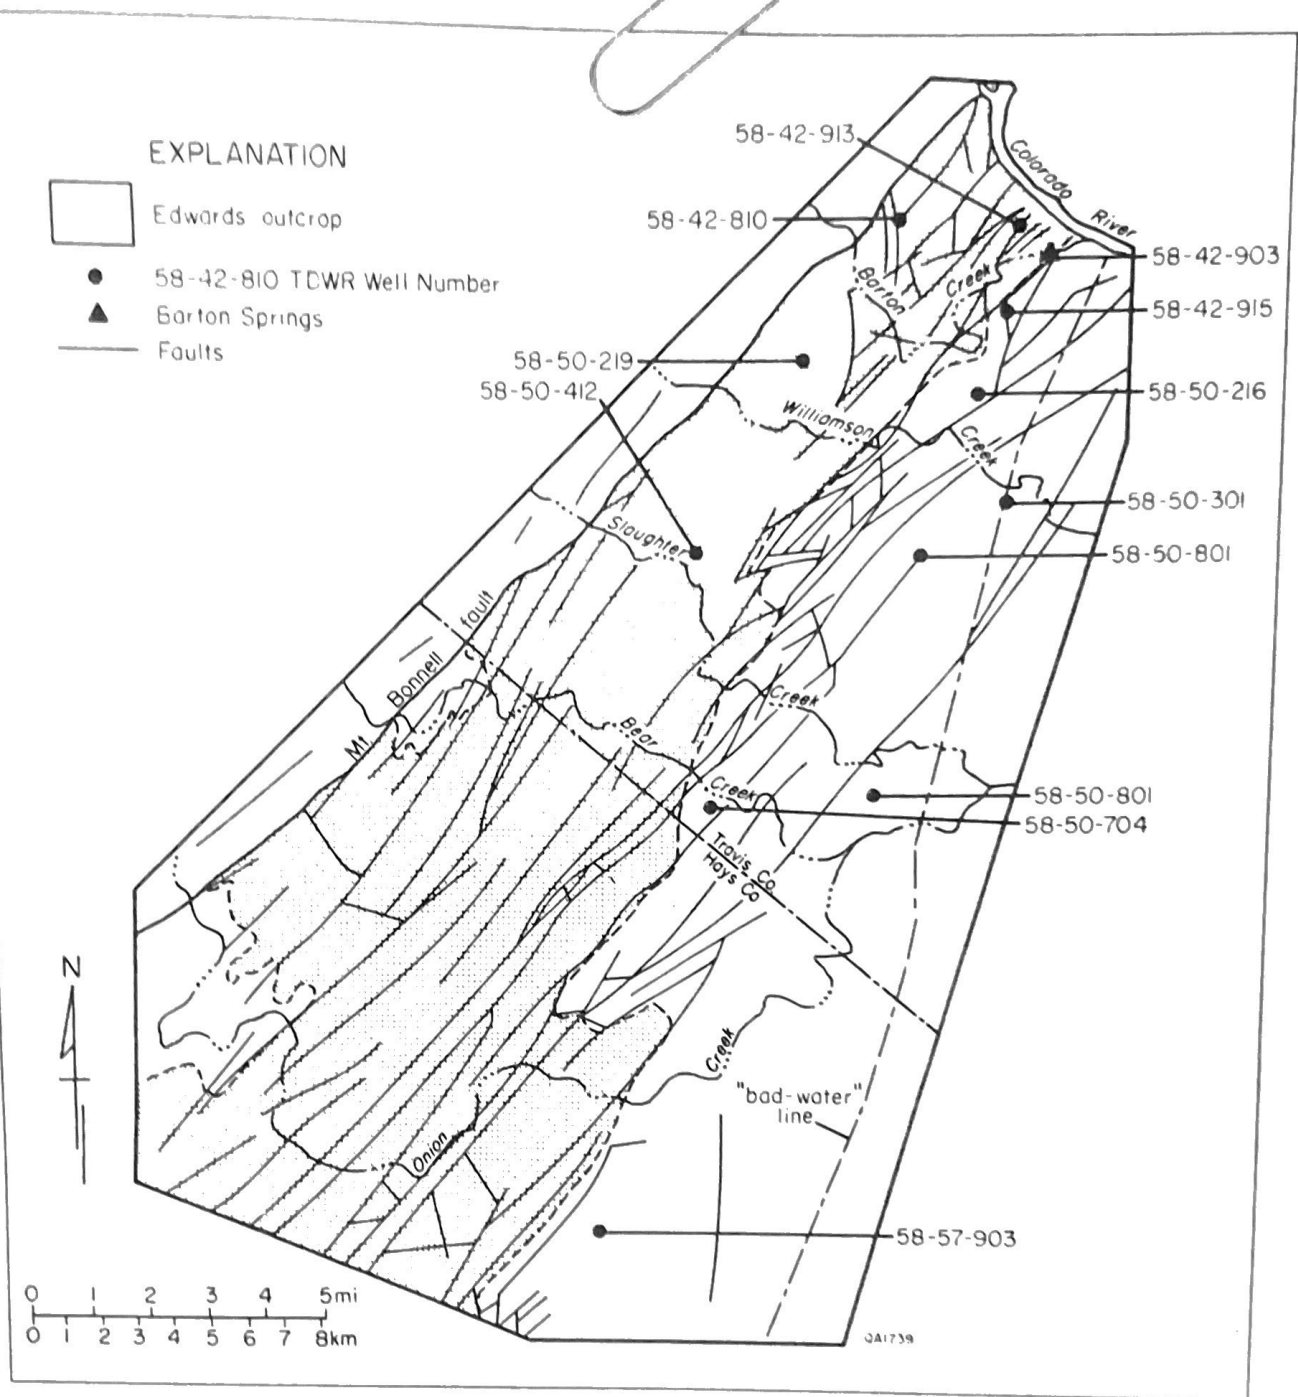 EXPLANATION
Edwards outcrop
58-42-810 TDWR Well Number
Barton Springs
Faults
58-42-913
58-42-810
58-50-219
58-50-412
Colorado
River
58-42-903
58-42-915
58-50-216
58-50-301
58-50-801
58-50-801
58-50-704
58-57-903
Barton
Creek
Williamson
Creek
Slaughter
Creek
Mt. Bonnell fault
Bear
Creek
Travis Co
Hays Co
Onion
Creek
"bad-water"
line
N
0 1 2 3 4 5mi
0 1 2 3 4 5 6 7 8km
QA1739